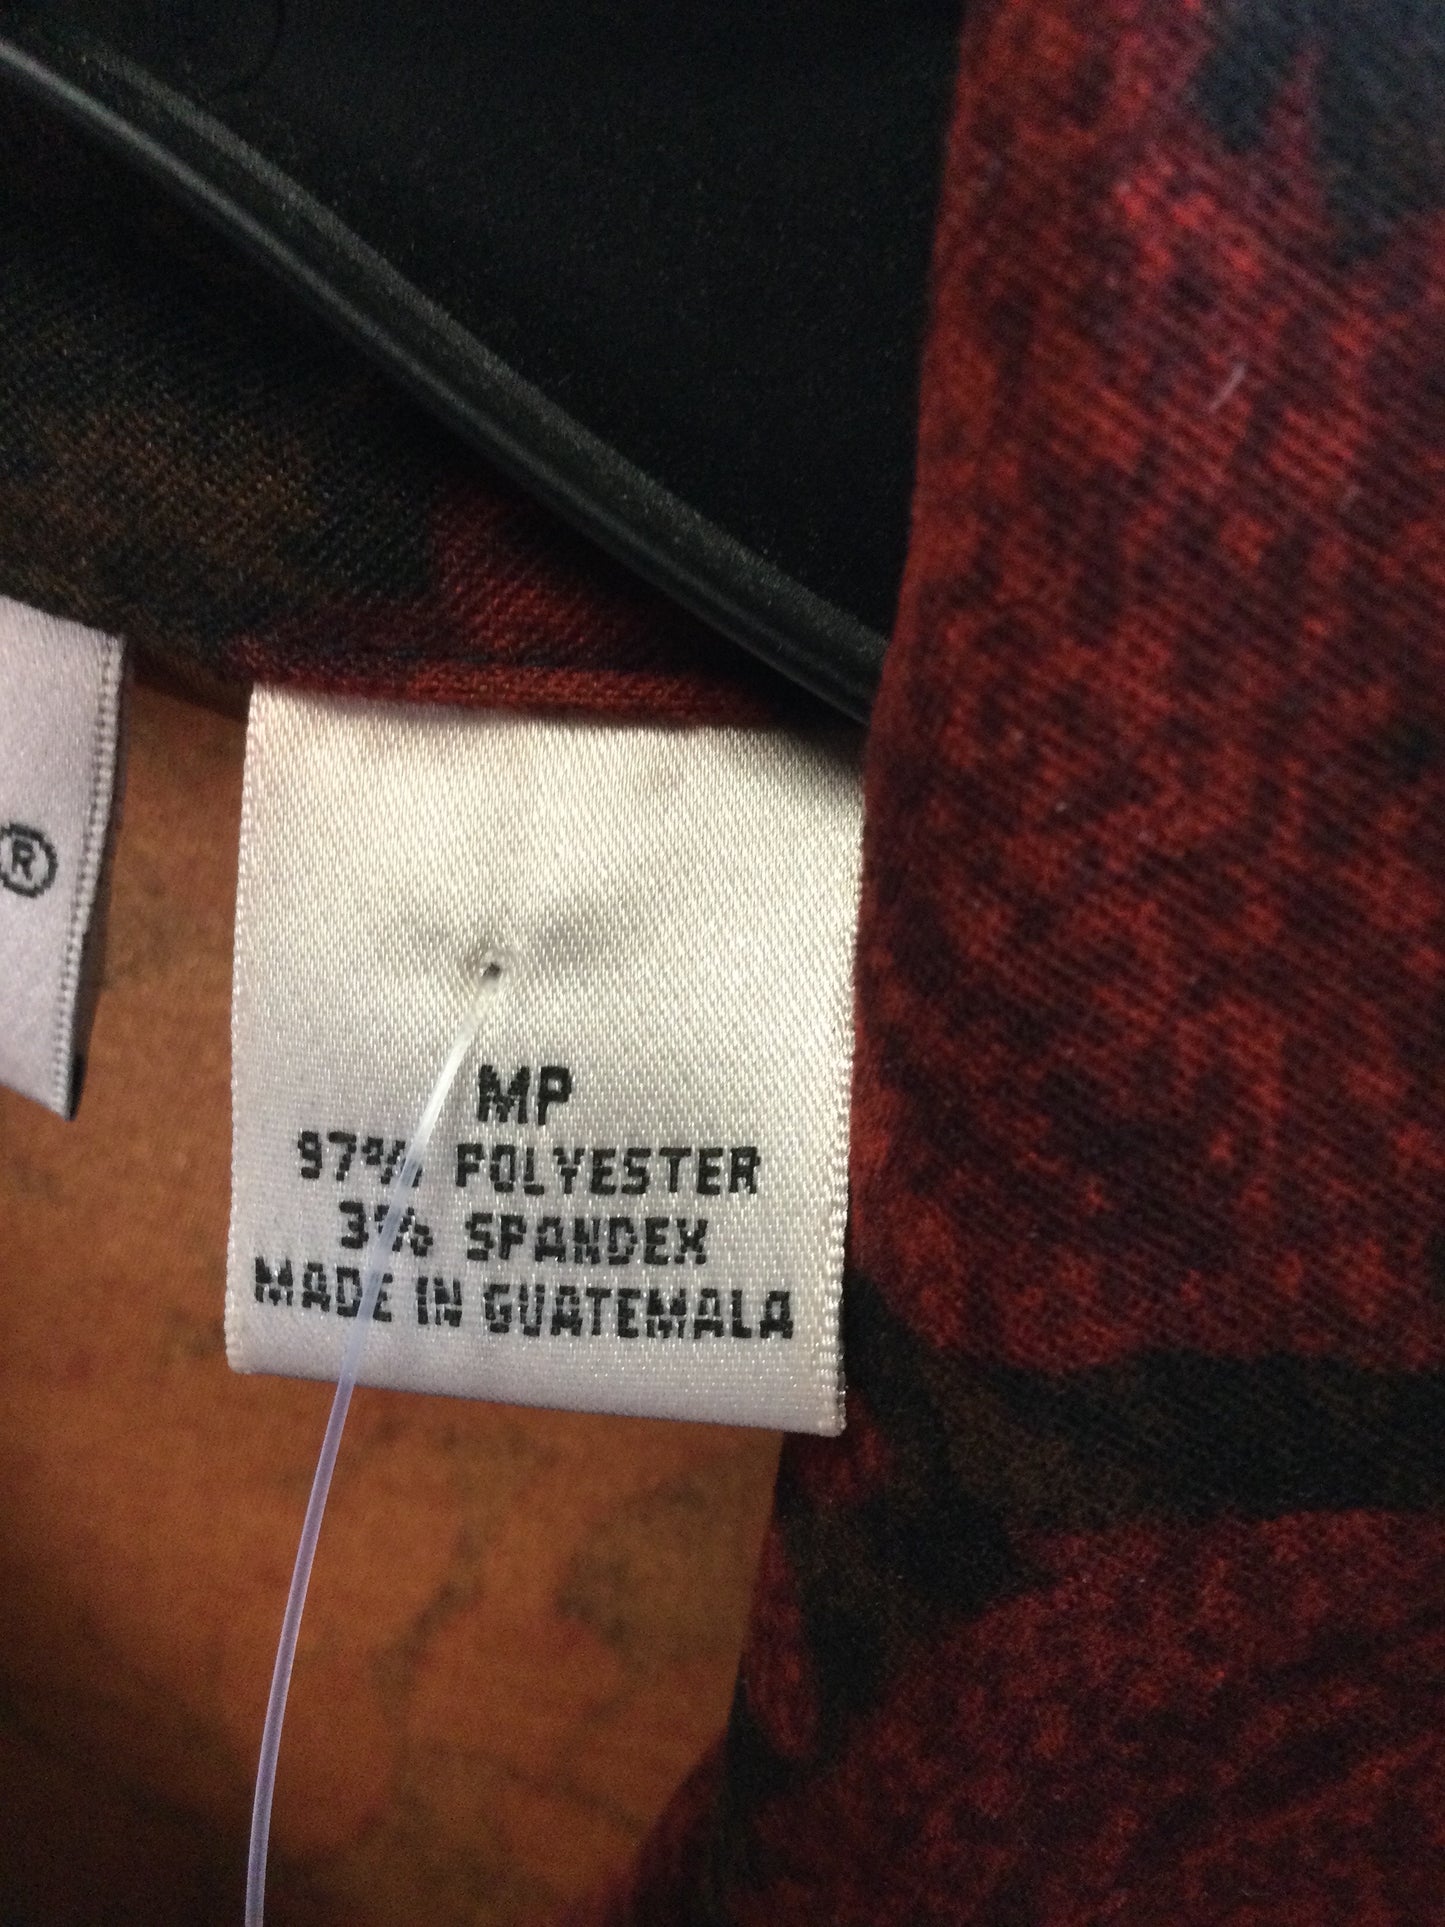 ®
MP
97% POLYESTER
3% SPANDEX
MADE IN GUATEMALA